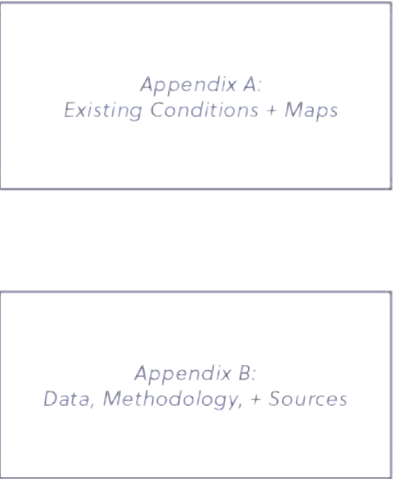 Appendix A:
Existing Conditions + Maps
Appendix B:
Data, Methodology, + Sources